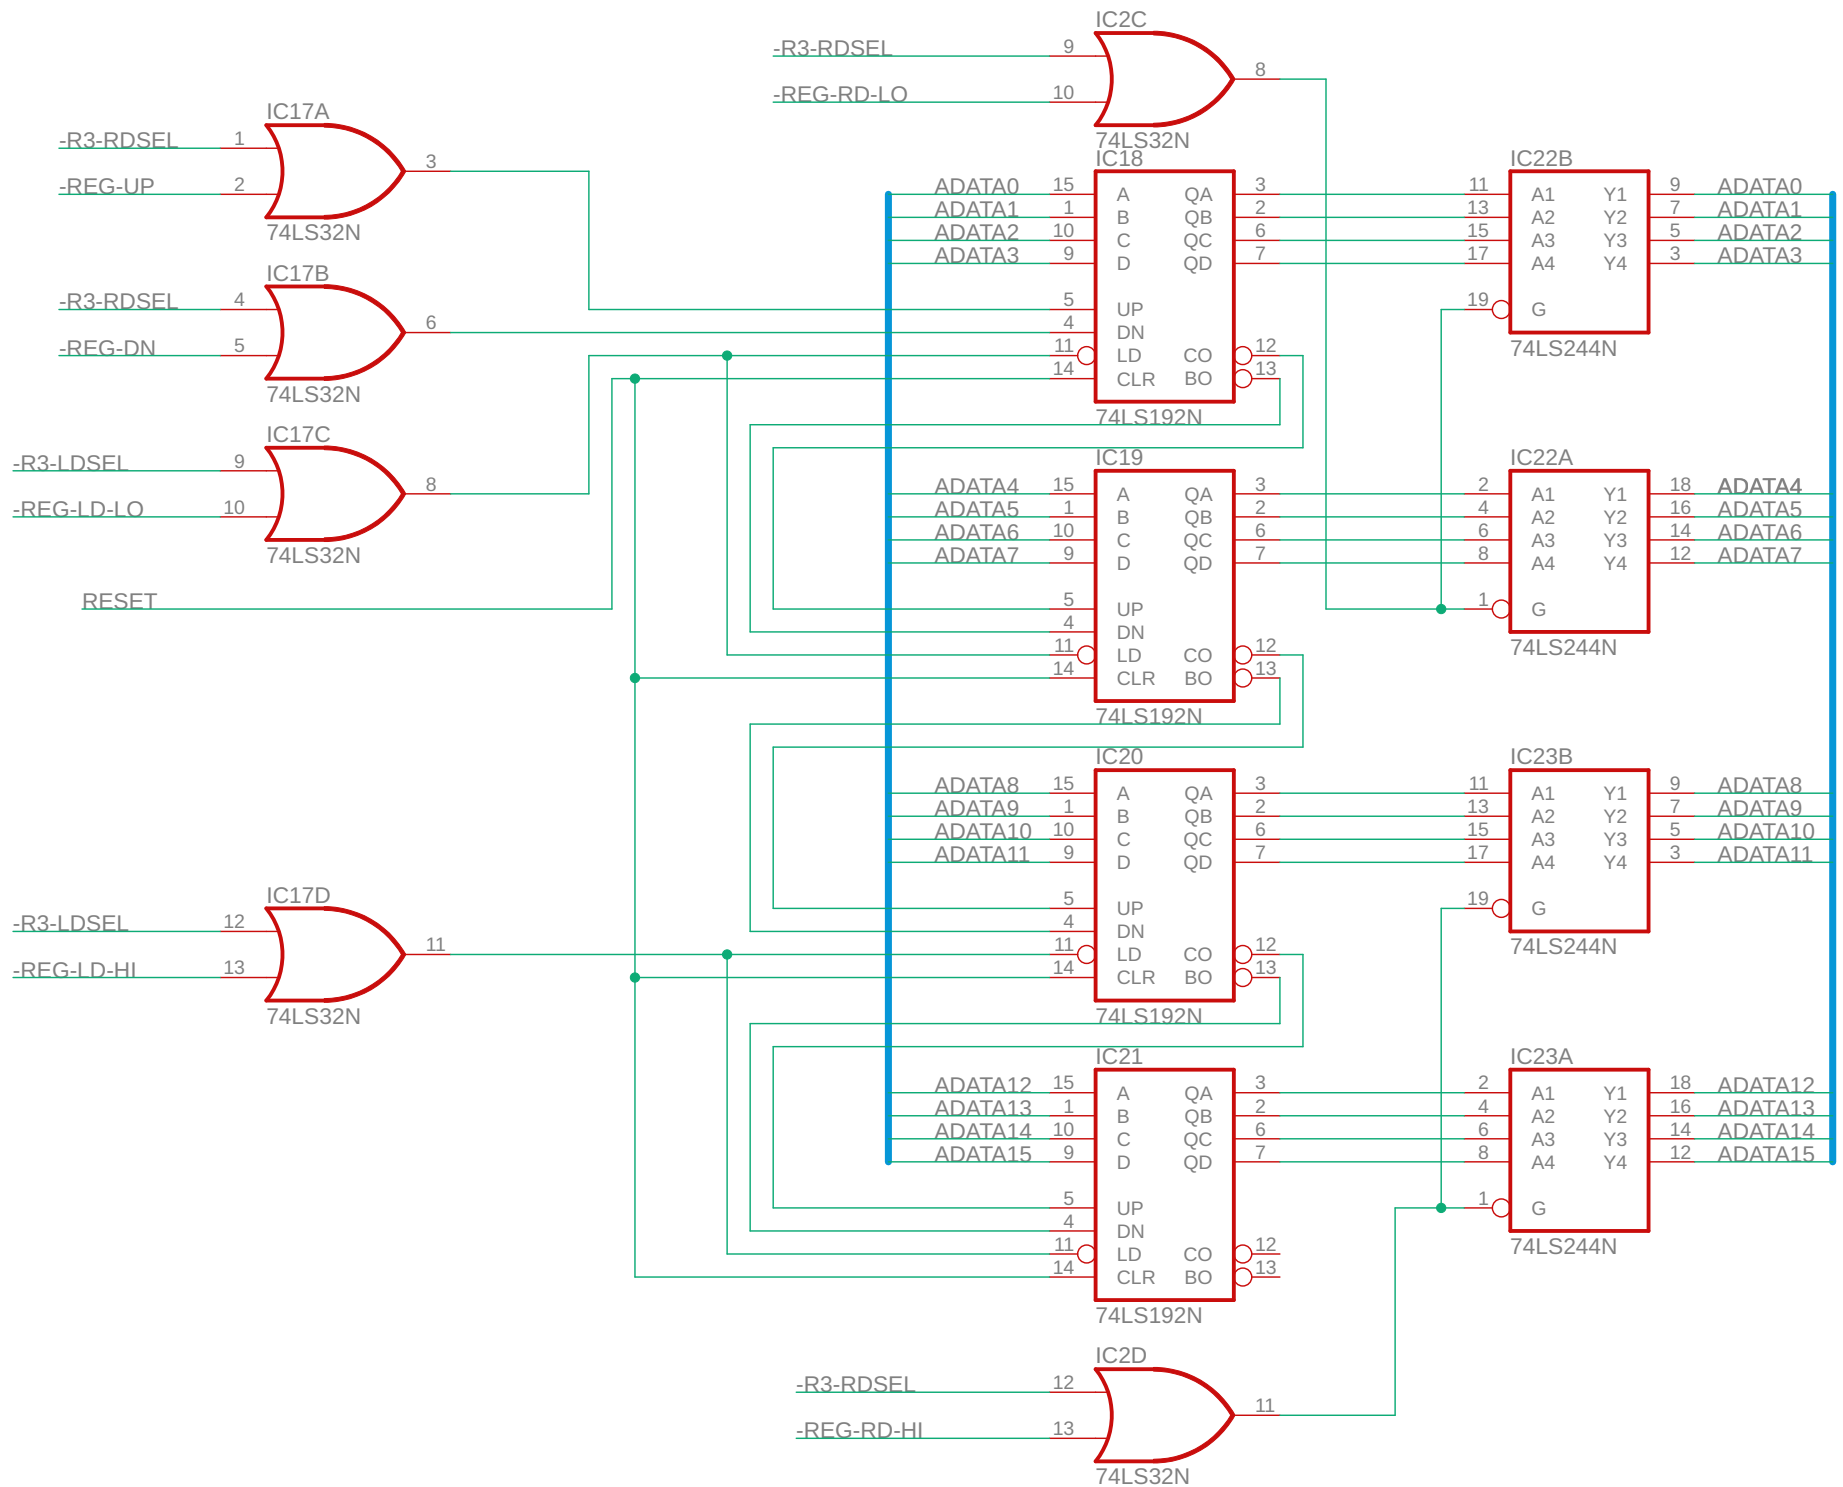 IC2C
-R3-RDSEL 9
8
-REG-RD-LO 10
74LS32N
IC17A
-R3-RDSEL 1
3
-REG-UP 2
74LS32N
IC17B
-R3-RDSEL 4
6
-REG-DN 5
74LS32N
IC17C
-R3-LDSEL 9
8
-REG-LD-LO 10
74LS32N
RESET
IC17D
-R3-LDSEL 12
11
-REG-LD-HI 13
74LS32N
IC18
ADATA0 15 A QA 3
ADATA1 1 B QB 2
ADATA2 10 C QC 6
ADATA3 9 D QD 7
5 UP
4 DN
11 LD CO 12
14 CLR BO 13
74LS192N
IC22B
11 A1 Y1 9 ADATA0
13 A2 Y2 7 ADATA1
15 A3 Y3 5 ADATA2
17 A4 Y4 3 ADATA3
19 G
74LS244N
IC19
ADATA4 15 A QA 3
ADATA5 1 B QB 2
ADATA6 10 C QC 6
ADATA7 9 D QD 7
5 UP
4 DN
11 LD CO 12
14 CLR BO 13
74LS192N
IC22A
2 A1 Y1 18 ADATA4
4 A2 Y2 16 ADATA5
6 A3 Y3 14 ADATA6
8 A4 Y4 12 ADATA7
1 G
74LS244N
IC20
ADATA8 15 A QA 3
ADATA9 1 B QB 2
ADATA10 10 C QC 6
ADATA11 9 D QD 7
5 UP
4 DN
11 LD CO 12
14 CLR BO 13
74LS192N
IC23B
11 A1 Y1 9 ADATA8
13 A2 Y2 7 ADATA9
15 A3 Y3 5 ADATA10
17 A4 Y4 3 ADATA11
19 G
74LS244N
IC21
ADATA12 15 A QA 3
ADATA13 1 B QB 2
ADATA14 10 C QC 6
ADATA15 9 D QD 7
5 UP
4 DN
11 LD CO 12
14 CLR BO 13
74LS192N
IC23A
2 A1 Y1 18 ADATA12
4 A2 Y2 16 ADATA13
6 A3 Y3 14 ADATA14
8 A4 Y4 12 ADATA15
1 G
74LS244N
IC2D
-R3-RDSEL 12
11
-REG-RD-HI 13
74LS32N